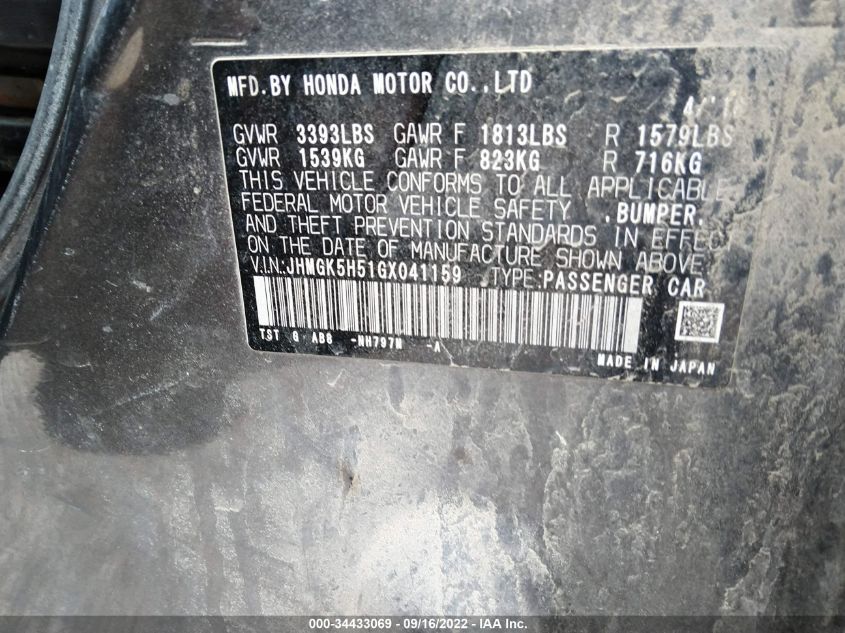 MFD.BY HONDA MOTOR CO.,LTD
GVWR 3393LBS GAWR F 1813LBS R 1579LBS
GVWR 1539KG GAWR F 823KG R 716KG
THIS VEHICLE CONFORMS TO ALL APPLICABLE
FEDERAL MOTOR VEHICLE SAFETY ,BUMPER,
AND THEFT PREVENTION STANDARDS IN EFFECT
ON THE DATE OF MANUFACTURE SHOWN ABOVE
V.I.N:JHMGK5H51GX041159 TYPE:PASSENGER CAR
TST -NH797M -A
MADE IN JAPAN
000-34433069 - 09/16/2022 - IAA Inc.